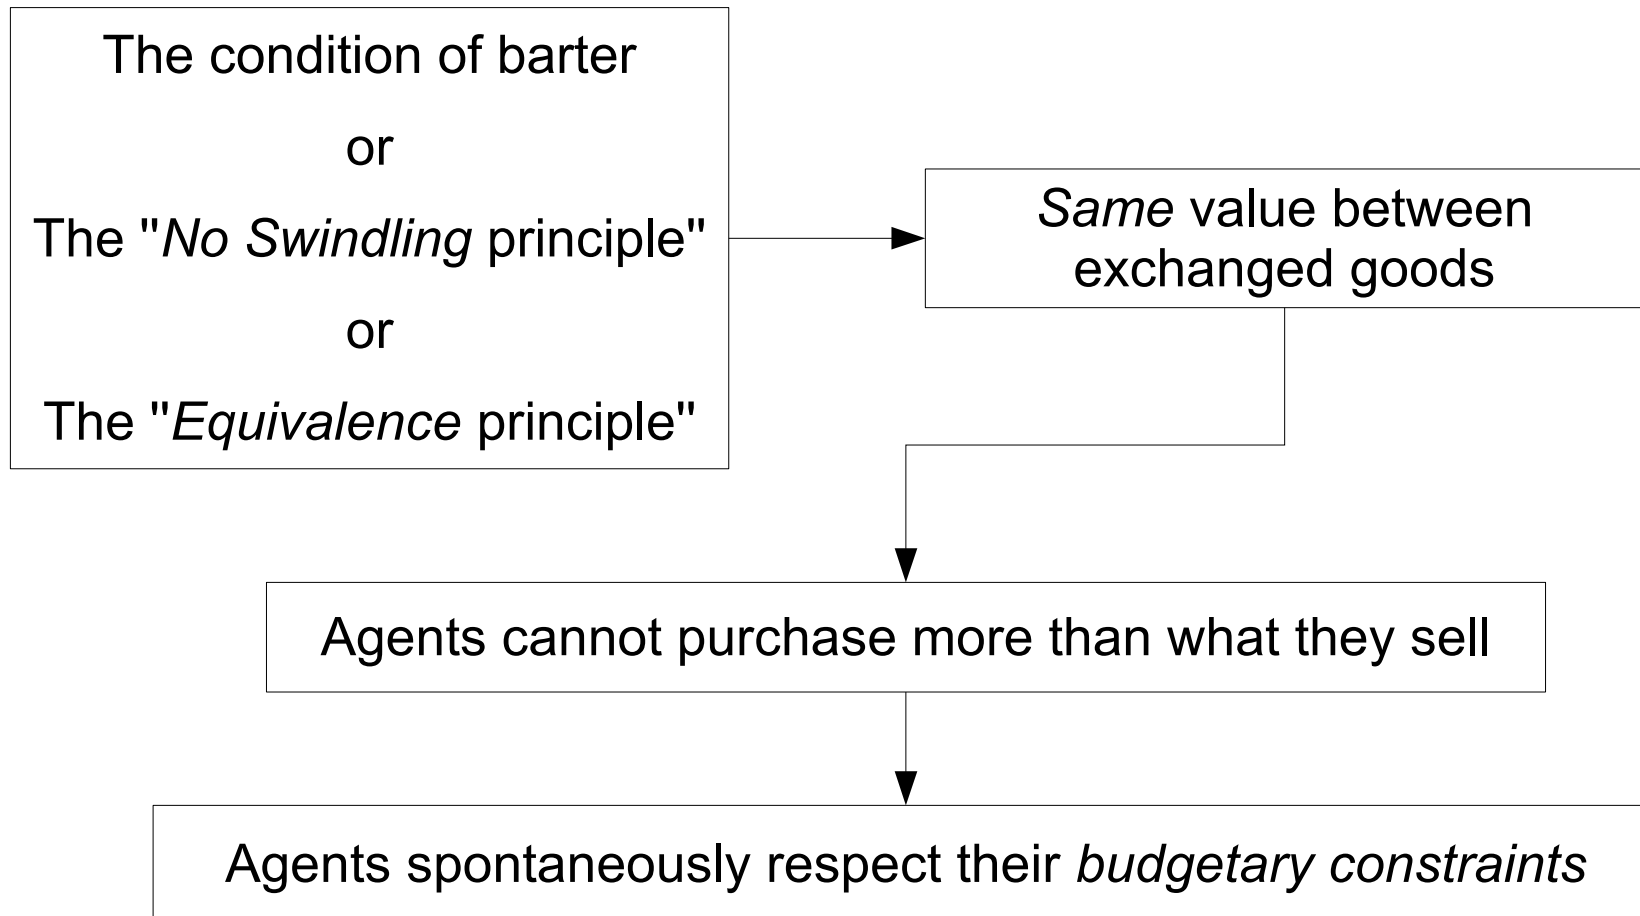 The condition of barter
or
The "No Swindling principle"
or
The "Equivalence principle"
Same value between
exchanged goods
Agents cannot purchase more than what they sell
Agents spontaneously respect their budgetary constraints